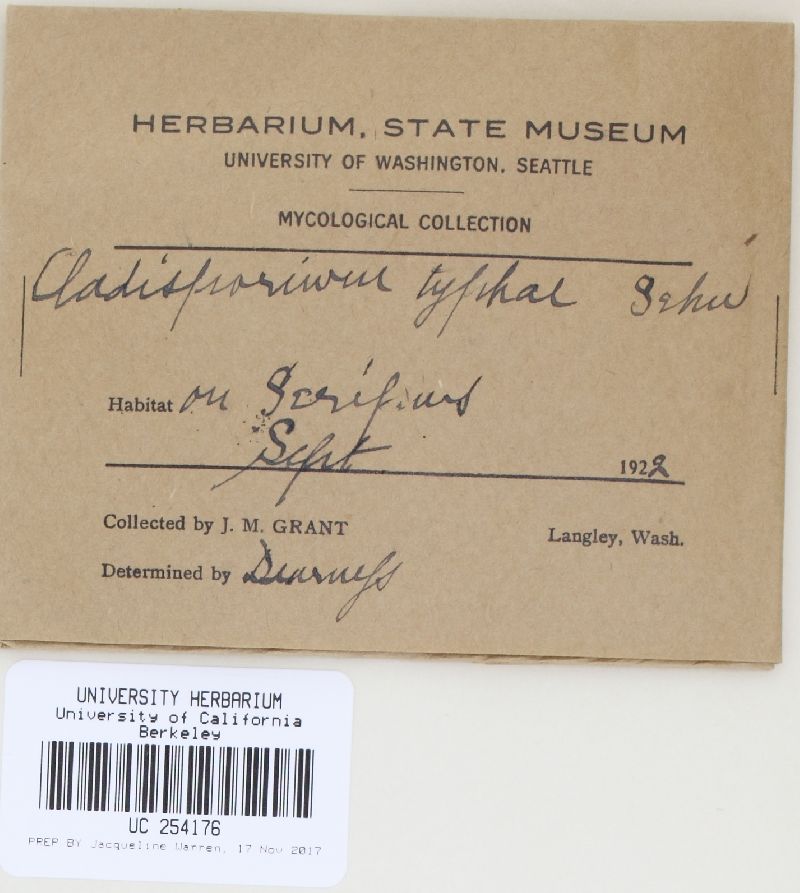 HERBARIUM, STATE MUSEUM
UNIVERSITY OF WASHINGTON, SEATTLE
MYCOLOGICAL COLLECTION
Cladisporium typhae Schw
Habitat on Scirpus
Sept 1922
Collected by J. M. GRANT Langley, Wash.
Determined by Dearness
UNIVERSITY HERBARIUM
University of California
Berkeley
UC 254176
PREP BY Jacqueline Warren, 17 Nov 2017